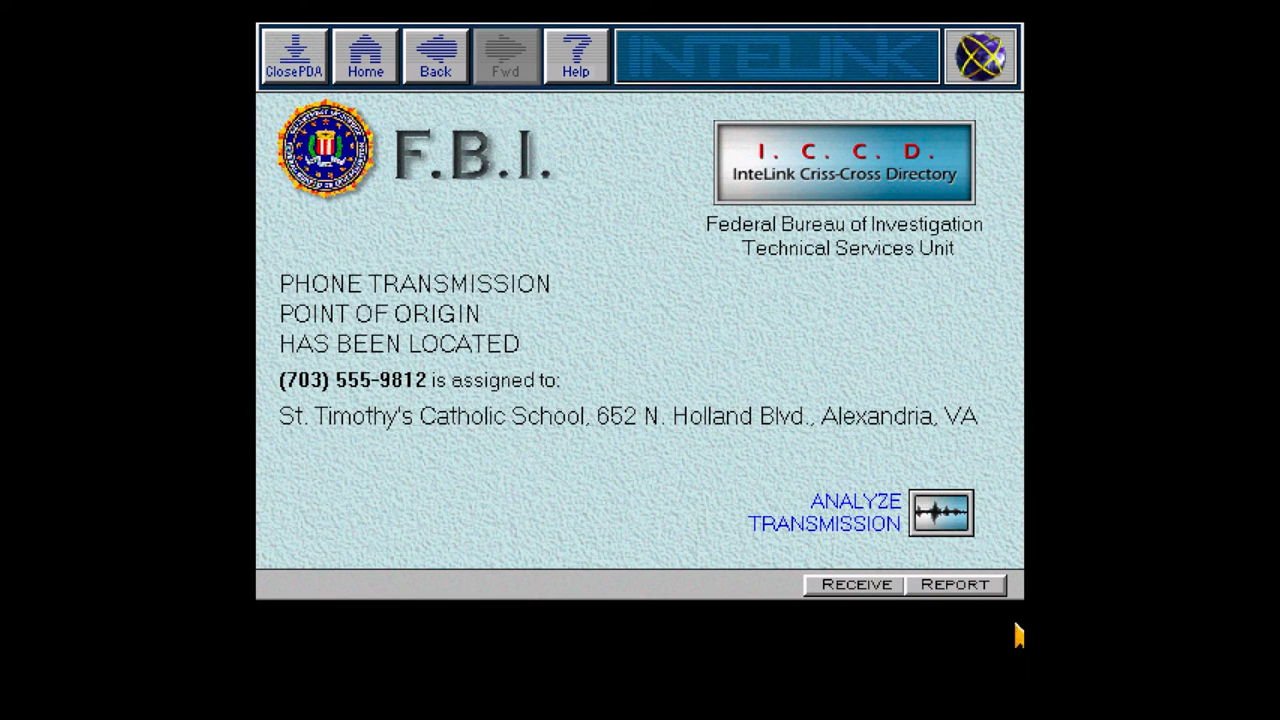 ClosePDA Home Back Fwd Help INTELINK
F.B.I.
I. C. C. D.
InteLink Criss-Cross Directory
Federal Bureau of Investigation
Technical Services Unit
PHONE TRANSMISSION
POINT OF ORIGIN
HAS BEEN LOCATED
(703) 555-9812 is assigned to:
St. Timothy's Catholic School, 652 N. Holland Blvd., Alexandria, VA
ANALYZE
TRANSMISSION
RECEIVE REPORT